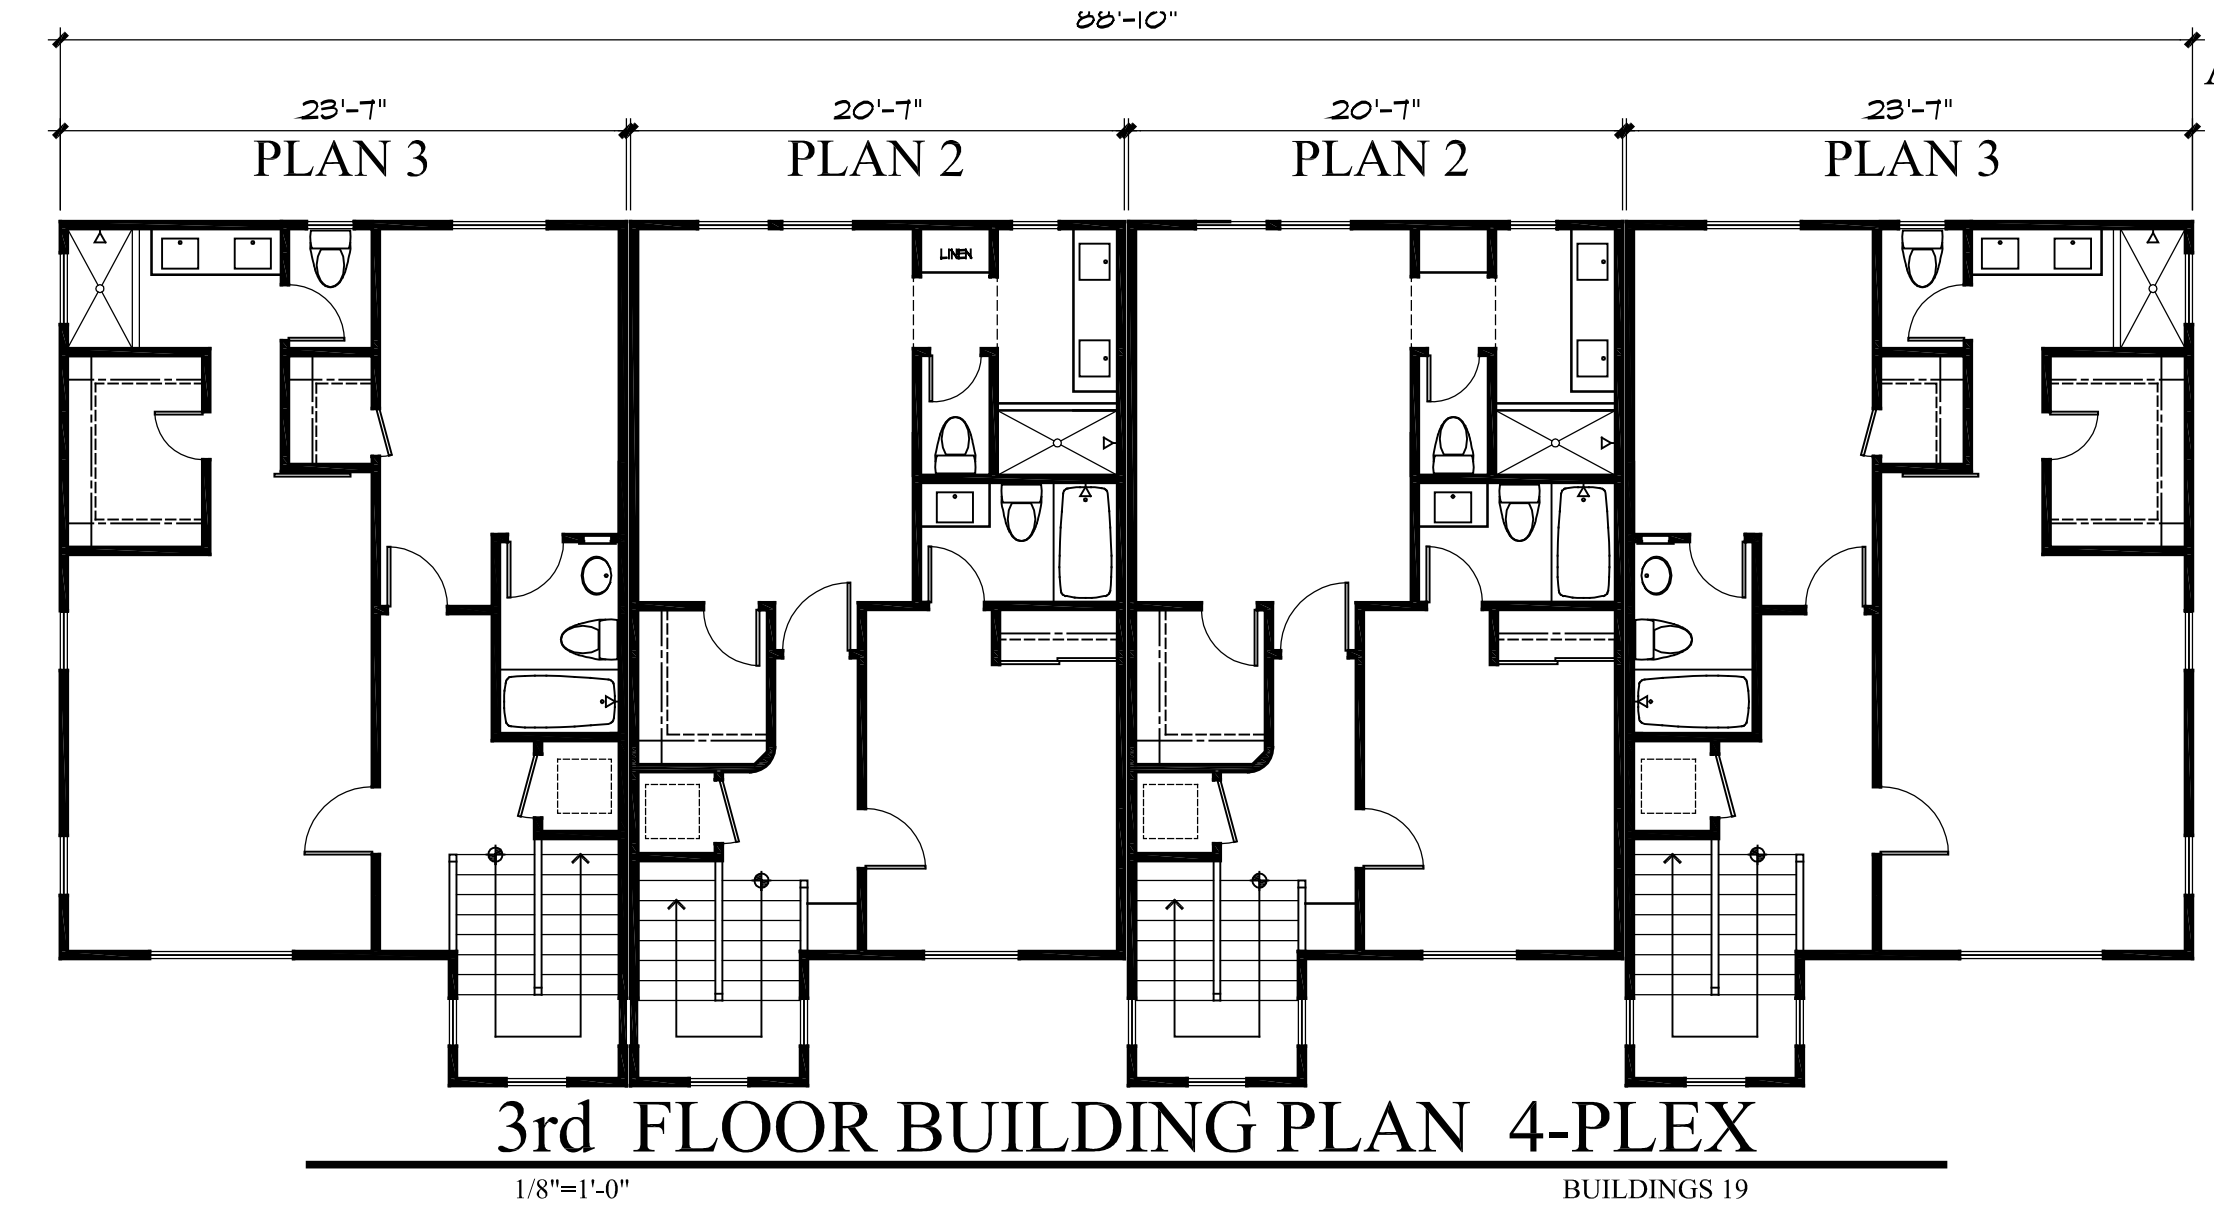 88'-10"
23'-7" 20'-7" 20'-7" 23'-7"
PLAN 3 PLAN 2 PLAN 2 PLAN 3
LINEN
3rd FLOOR BUILDING PLAN 4-PLEX
1/8"=1'-0" BUILDINGS 19